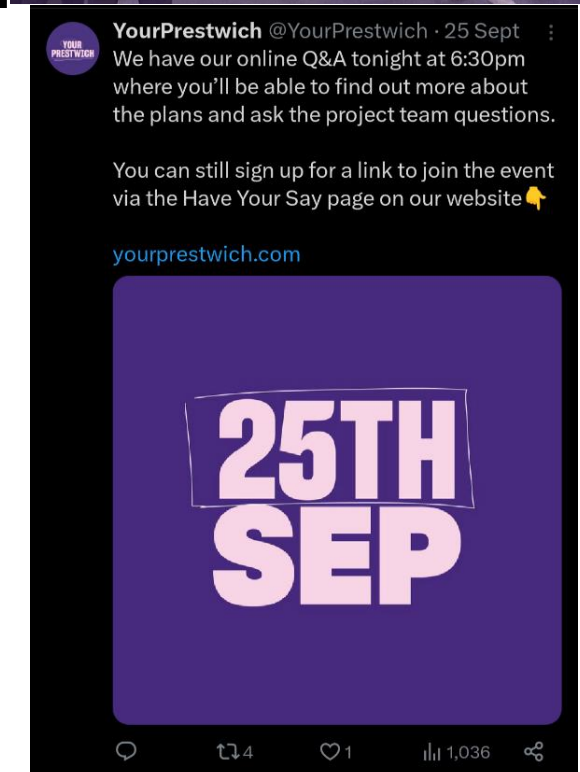 YOUR
PRESTWICH
YourPrestwich @YourPrestwich · 25 Sept
We have our online Q&A tonight at 6:30pm
where you'll be able to find out more about
the plans and ask the project team questions.
You can still sign up for a link to join the event
via the Have Your Say page on our website👇
yourprestwich.com
25TH
SEP
4 1 1,036